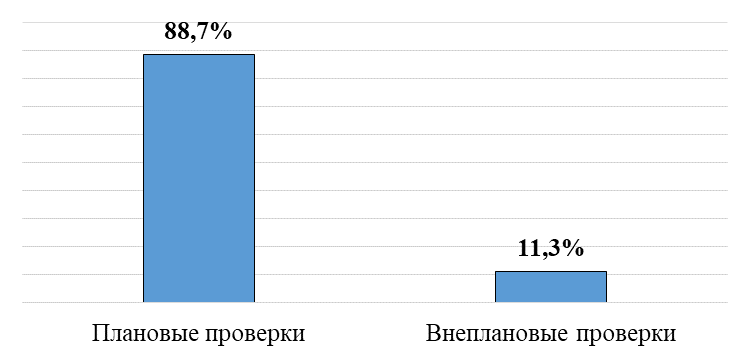 88,7%
11,3%
Плановые проверки
Внеплановые проверки